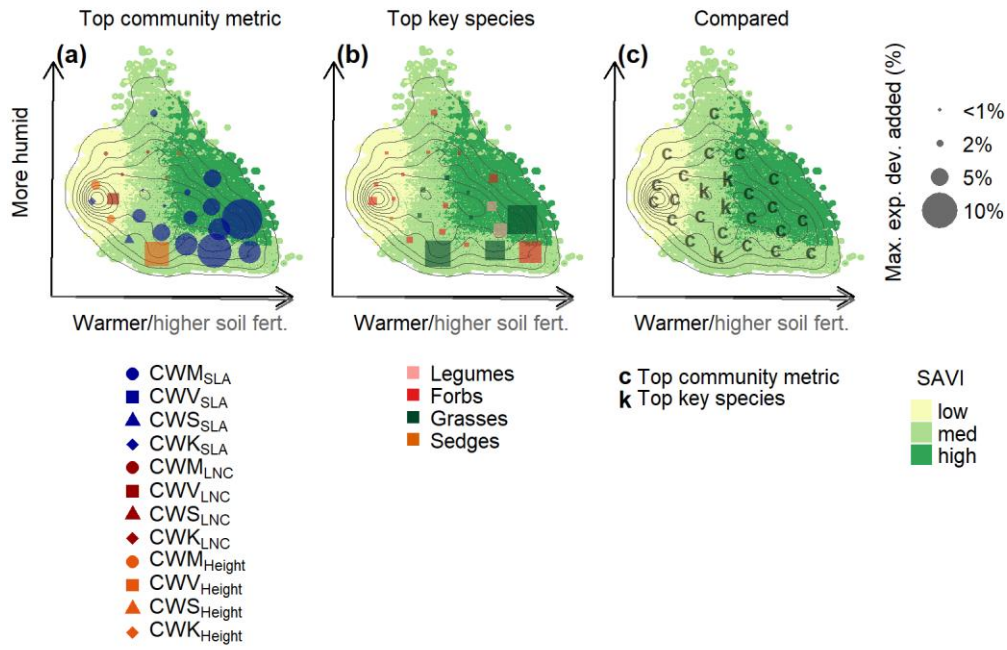 Top community metric
Top key species
Compared
(a)
(b)
(c)
More humid
Warmer/higher soil fert.
Warmer/higher soil fert.
Warmer/higher soil fert.
c
c c c
c c k c c
c k c
c c c c
c c c c
k
Max. exp. dev. added (%)
<1%
2%
5%
10%
CWM_SLA
CWV_SLA
CWS_SLA
CWK_SLA
CWM_LNC
CWV_LNC
CWS_LNC
CWK_LNC
CWM_Height
CWV_Height
CWS_Height
CWK_Height
Legumes
Forbs
Grasses
Sedges
c Top community metric
k Top key species
SAVI
low
med
high